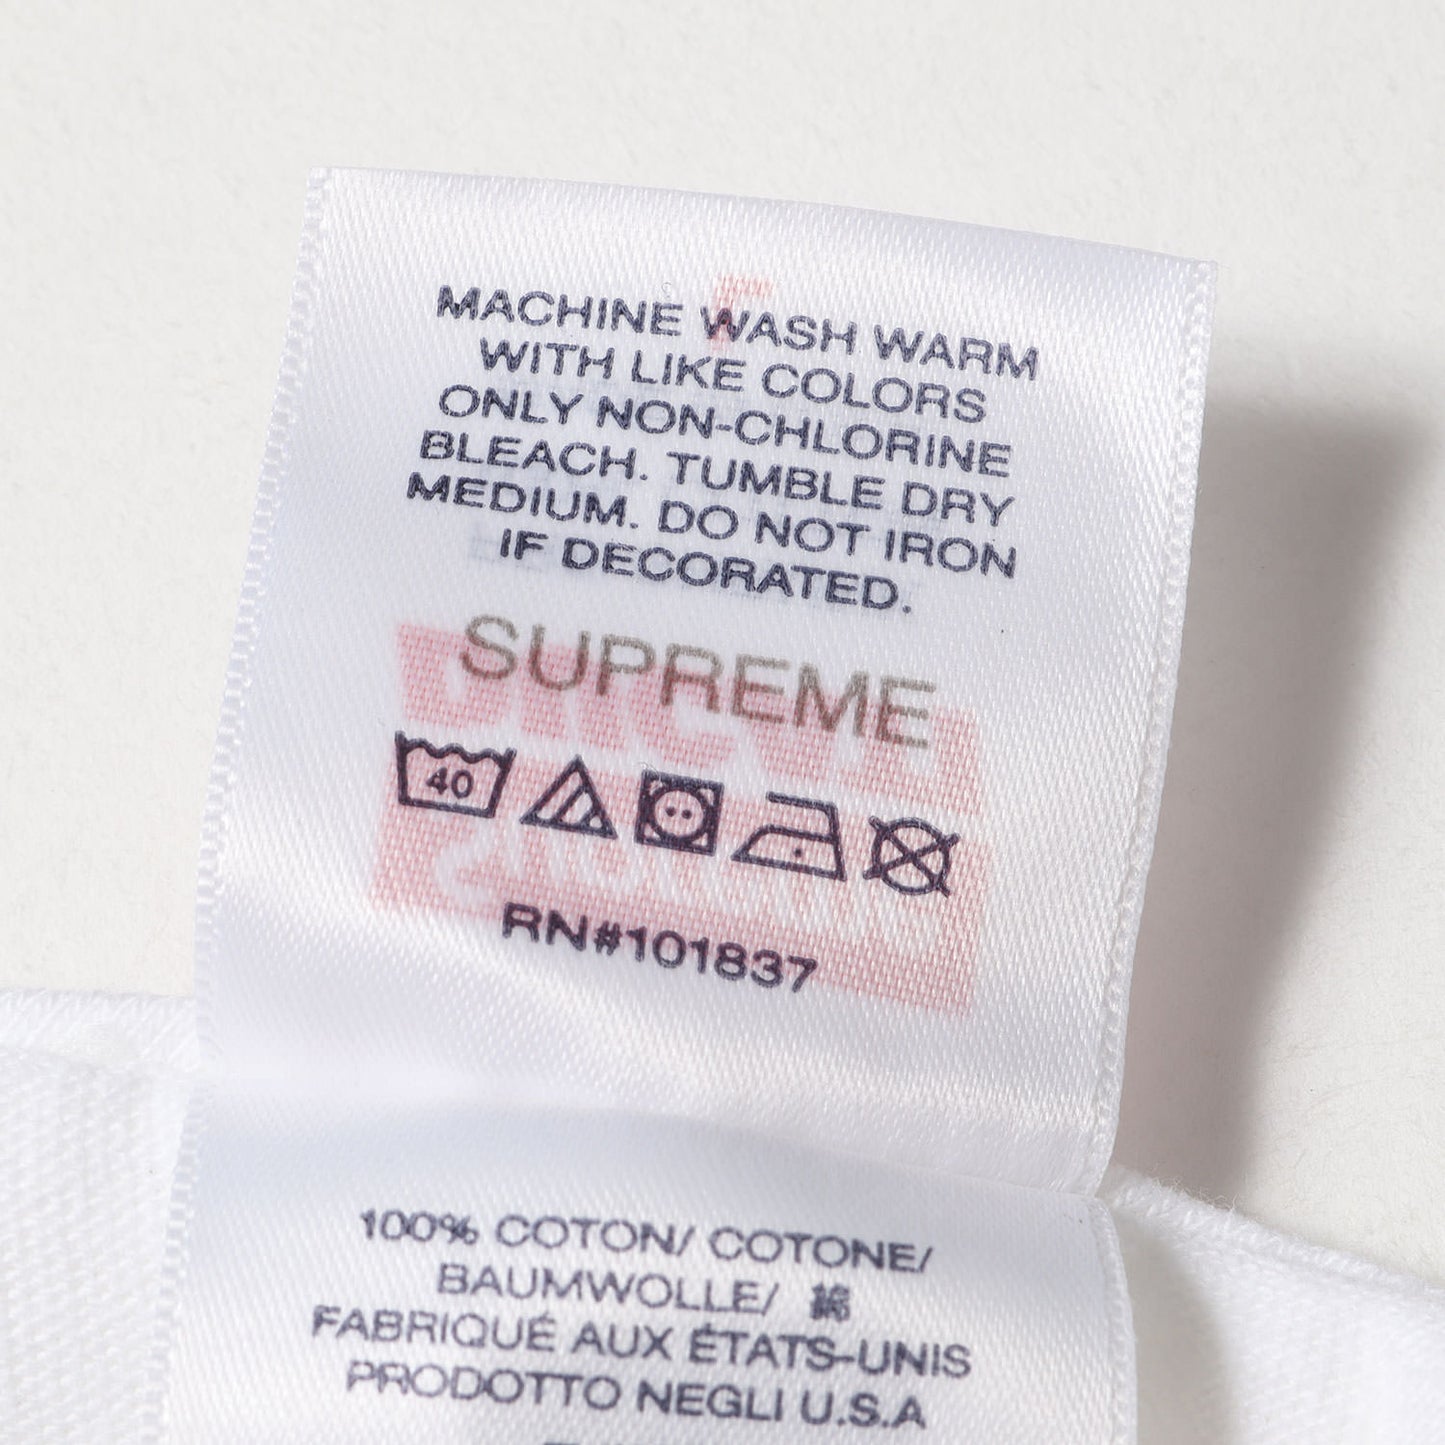 MACHINE WASH WARM
WITH LIKE COLORS
ONLY NON-CHLORINE
BLEACH. TUMBLE DRY
MEDIUM. DO NOT IRON
IF DECORATED.
SUPREME
40
RN#101837
100% COTON/ COTONE/
BAUMWOLLE/ 綿
FABRIQUÉ AUX ÉTATS-UNIS
PRODOTTO NEGLI U.S.A